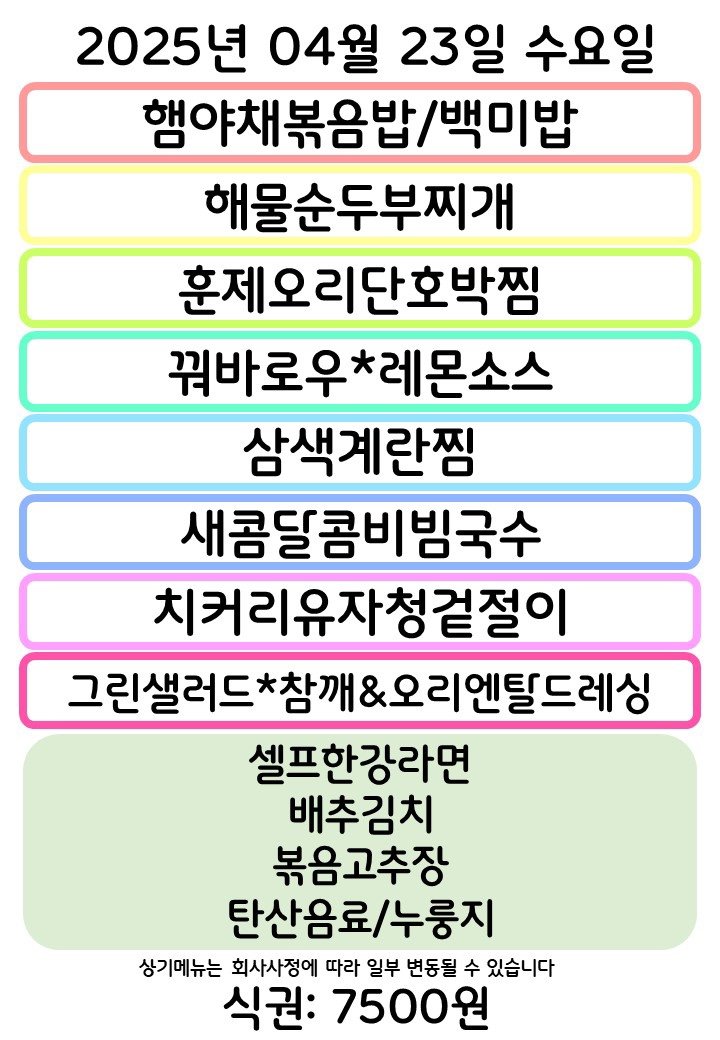 2025년 04월 23일 수요일
햄야채볶음밥/백미밥
해물순두부찌개
훈제오리단호박찜
꿔바로우*레몬소스
삼색계란찜
새콤달콤비빔국수
치커리유자청겉절이
그린샐러드*참깨&오리엔탈드레싱
셀프한강라면
배추김치
볶음고추장
탄산음료/누룽지
상기메뉴는 회사사정에 따라 일부 변동될 수 있습니다
식권: 7500원